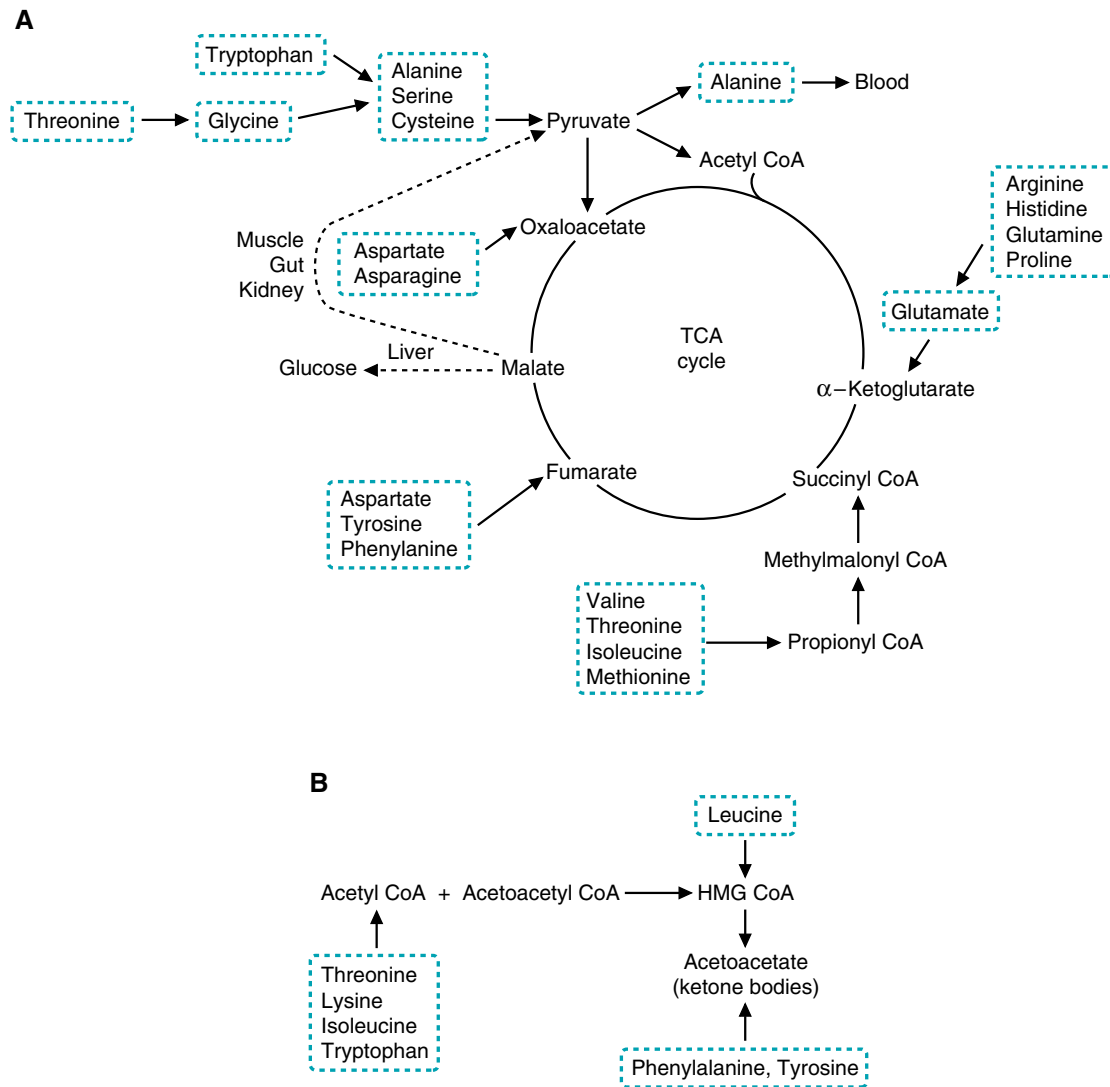 A
Tryptophan
Threonine
Glycine
Alanine
Serine
Cysteine
Pyruvate
Alanine
Blood
Acetyl CoA
Arginine
Histidine
Glutamine
Proline
Glutamate
α–Ketoglutarate
Oxaloacetate
Aspartate
Asparagine
Muscle
Gut
Kidney
TCA
cycle
Liver
Glucose
Malate
Fumarate
Aspartate
Tyrosine
Phenylanine
Succinyl CoA
Methylmalonyl CoA
Propionyl CoA
Valine
Threonine
Isoleucine
Methionine
B
Leucine
Acetyl CoA + Acetoacetyl CoA
HMG CoA
Threonine
Lysine
Isoleucine
Tryptophan
Acetoacetate
(ketone bodies)
Phenylalanine, Tyrosine